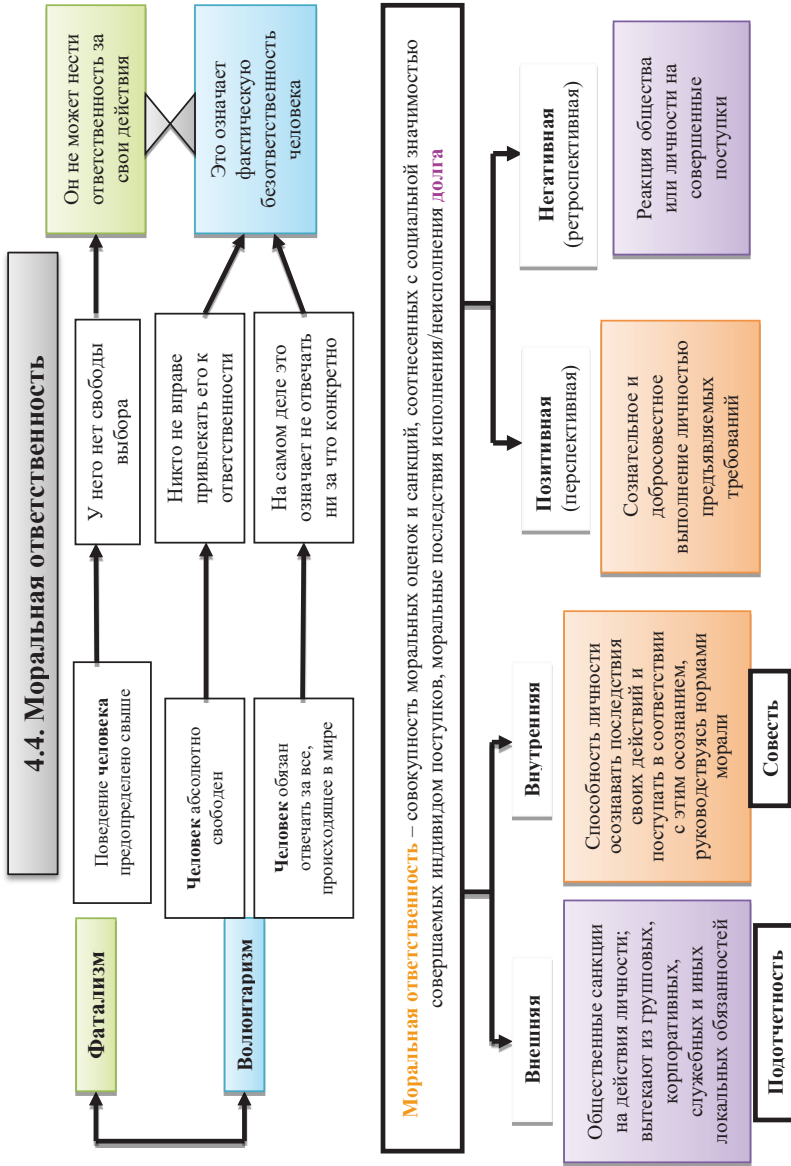 4.4. Моральная ответственность
Фатализм
Поведение человека
предопределено свыше
У него нет свободы
выбора
Он не может нести
ответственность за
свои действия
Волюнтаризм
Человек абсолютно
свободен
Никто не вправе
привлекать его к
ответственности
Человек обязан
отвечать за все,
происходящее в мире
На самом деле это
означает не отвечать
ни за что конкретно
Это означает
фактическую
безответственность
человека
Моральная ответственность – совокупность моральных оценок и санкций, соотнесенных с социальной значимостью
совершаемых индивидом поступков, моральные последствия исполнения/неисполнения долга
Внешняя
Общественные санкции
на действия личности;
вытекают из групповых,
корпоративных,
служебных и иных
локальных обязанностей
Подотчетность
Внутренняя
Способность личности
осознавать последствия
своих действий и
поступать в соответствии
с этим осознанием,
руководствуясь нормами
морали
Совесть
Позитивная
(перспективная)
Сознательное и
добросовестное
выполнение личностью
предъявляемых
требований
Негативная
(ретроспективная)
Реакция общества
или личности на
совершенные
поступки